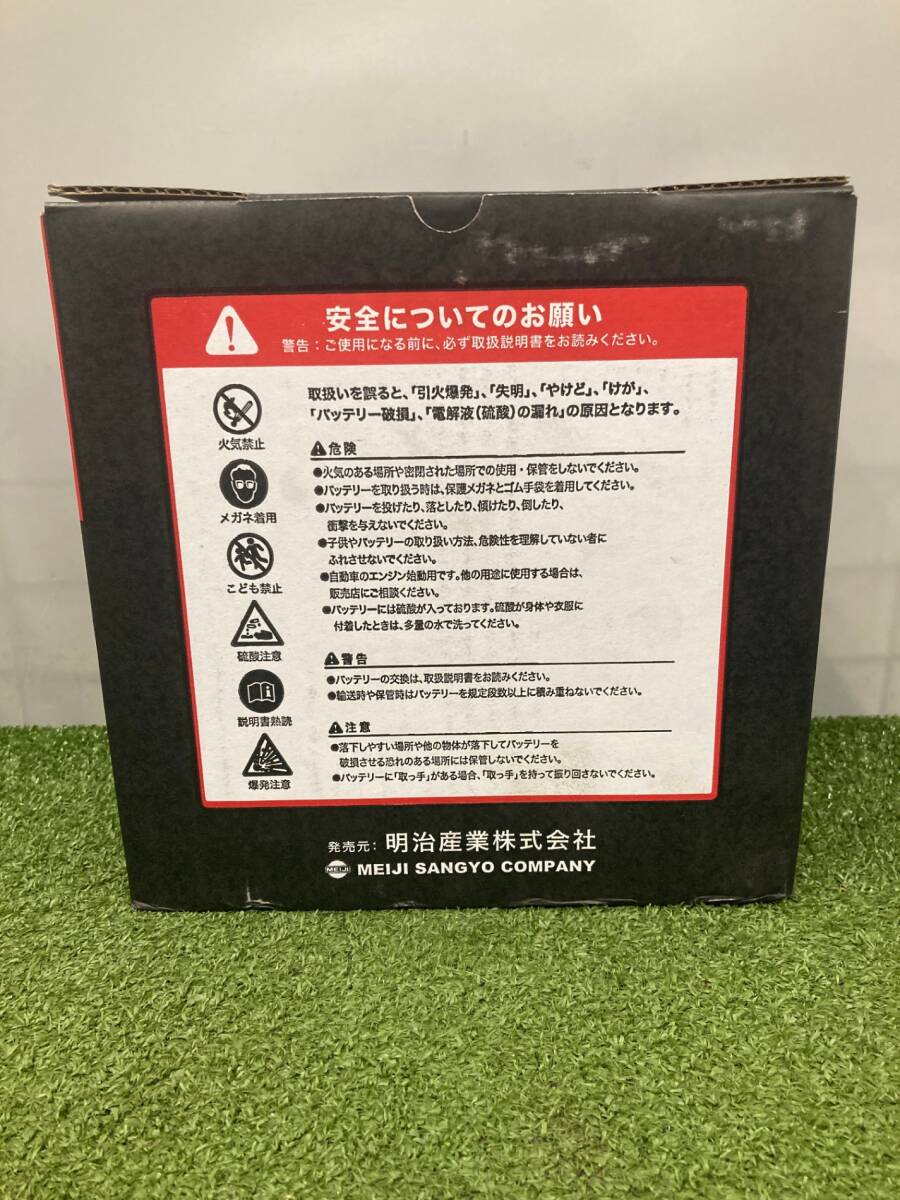 安全についてのお願い
警告：ご使用になる前に、必ず取扱説明書をお読みください。
取扱いを誤ると、「引火爆発」、「失明」、「やけど」、「けが」、
「バッテリー破損」、「電解液（硫酸）の漏れ」の原因となります。
火気禁止
メガネ着用
こども禁止
硫酸注意
説明書熟読
爆発注意
危険
●火気のある場所や密閉された場所での使用・保管をしないでください。
●バッテリーを取り扱う時は、保護メガネとゴム手袋を着用してください。
●バッテリーを投げたり、落としたり、傾けたり、倒したり、
衝撃を与えないでください。
●子供やバッテリーの取り扱い方法、危険性を理解していない者に
ふれさせないでください。
●自動車のエンジン始動用です。他の用途に使用する場合は、
販売店にご相談ください。
●バッテリーには硫酸が入っております。硫酸が身体や衣服に
付着したときは、多量の水で洗ってください。
警告
●バッテリーの交換は、取扱説明書をお読みください。
●輸送時や保管時はバッテリーを規定段数以上に積み重ねないでください。
注意
●落下しやすい場所や他の物体が落下してバッテリーを
破損させる恐れのある場所には保管しないでください。
●バッテリーに「取っ手」がある場合、「取っ手」を持って振り回さないでください。
発売元：明治産業株式会社
MEIJI MEIJI SANGYO COMPANY